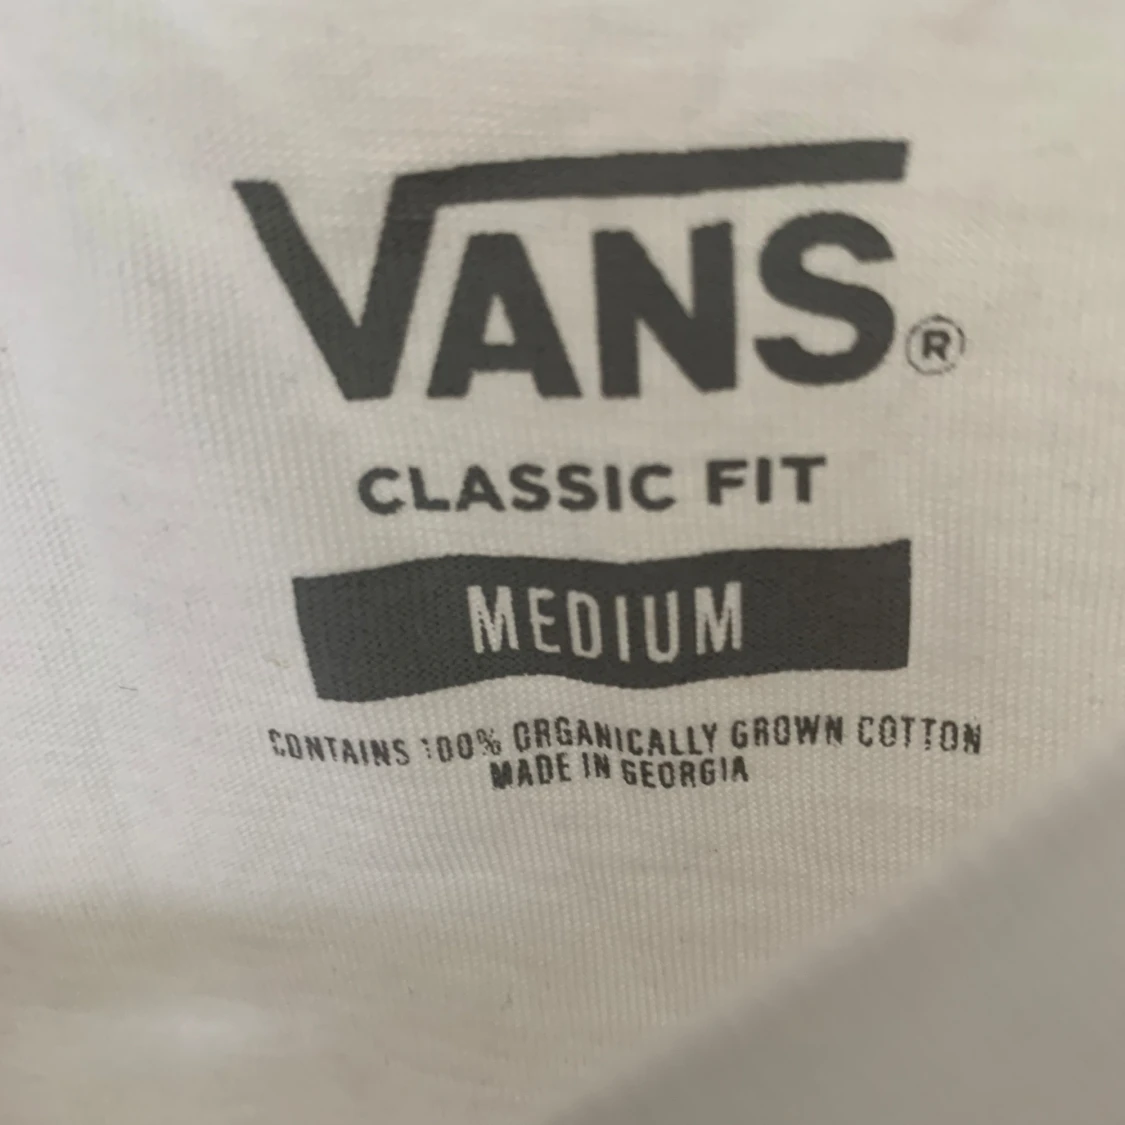 VANS®
CLASSIC FIT
MEDIUM
CONTAINS 100% ORGANICALLY GROWN COTTON
MADE IN GEORGIA